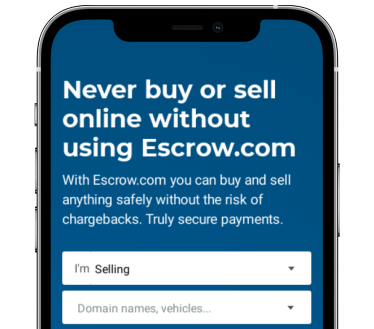 Never buy or sell
online without
using Escrow.com
With Escrow.com you can buy and sell
anything safely without the risk of
chargebacks. Truly secure payments.
I'm Selling
Domain names, vehicles...